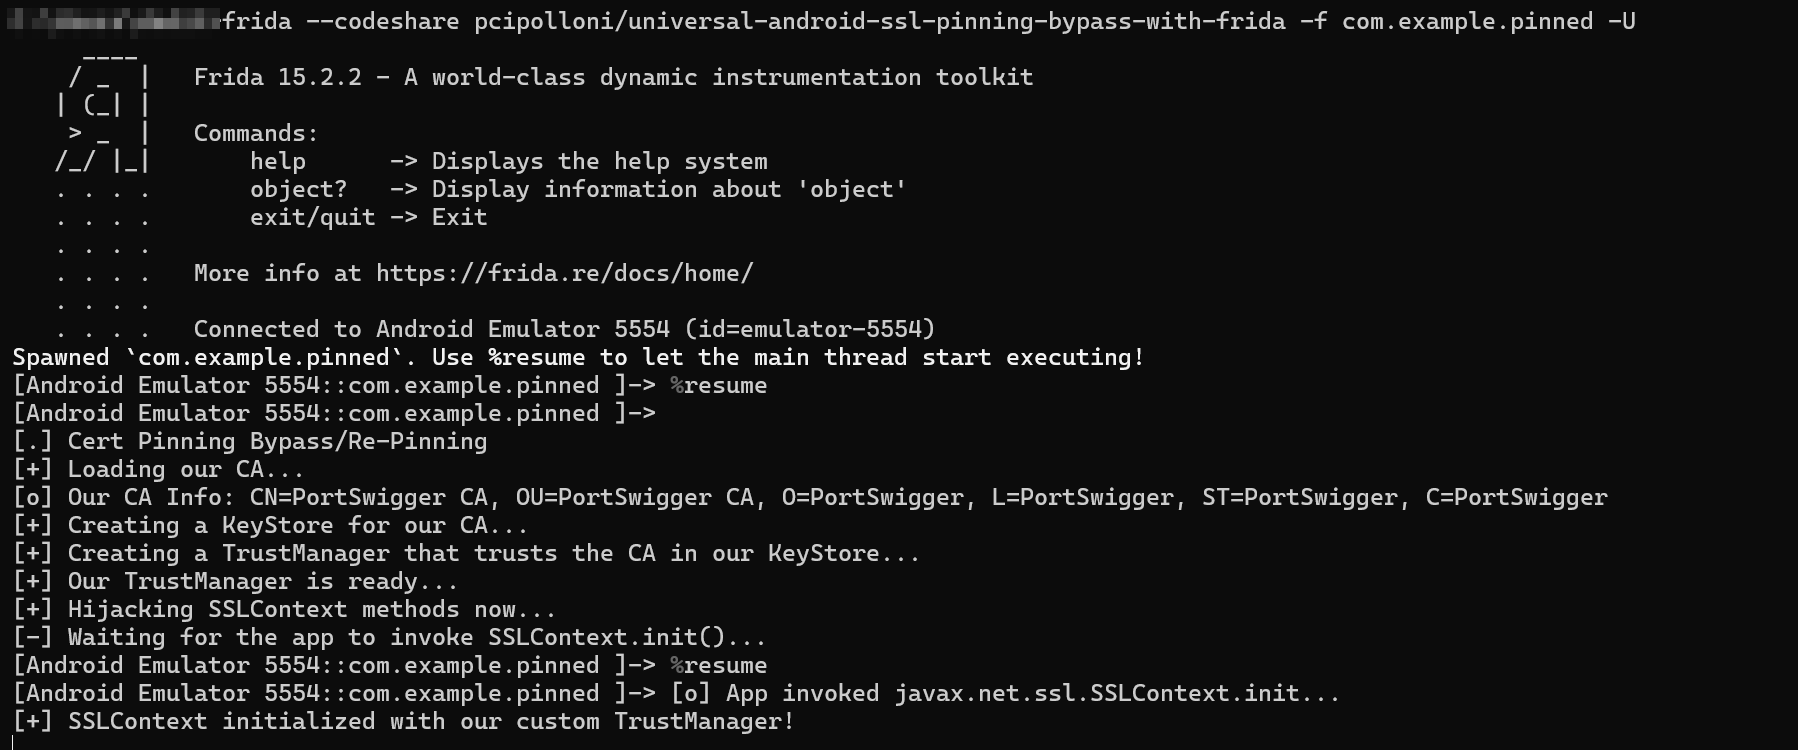 frida --codeshare pcipolloni/universal-android-ssl-pinning-bypass-with-frida -f com.example.pinned -U
     ____
    / _  |   Frida 15.2.2 - A world-class dynamic instrumentation toolkit
   | (_| |
    > _  |   Commands:
   /_/ |_|       help      -> Displays the help system
   . . . .       object?   -> Display information about 'object'
   . . . .       exit/quit -> Exit
   . . . .
   . . . .   More info at https://frida.re/docs/home/
   . . . .
   . . . .   Connected to Android Emulator 5554 (id=emulator-5554)
Spawned `com.example.pinned`. Use %resume to let the main thread start executing!
[Android Emulator 5554::com.example.pinned ]-> %resume
[Android Emulator 5554::com.example.pinned ]->
[.] Cert Pinning Bypass/Re-Pinning
[+] Loading our CA...
[o] Our CA Info: CN=PortSwigger CA, OU=PortSwigger CA, O=PortSwigger, L=PortSwigger, ST=PortSwigger, C=PortSwigger
[+] Creating a KeyStore for our CA...
[+] Creating a TrustManager that trusts the CA in our KeyStore...
[+] Our TrustManager is ready...
[+] Hijacking SSLContext methods now...
[-] Waiting for the app to invoke SSLContext.init()...
[Android Emulator 5554::com.example.pinned ]-> %resume
[Android Emulator 5554::com.example.pinned ]-> [o] App invoked javax.net.ssl.SSLContext.init...
[+] SSLContext initialized with our custom TrustManager!